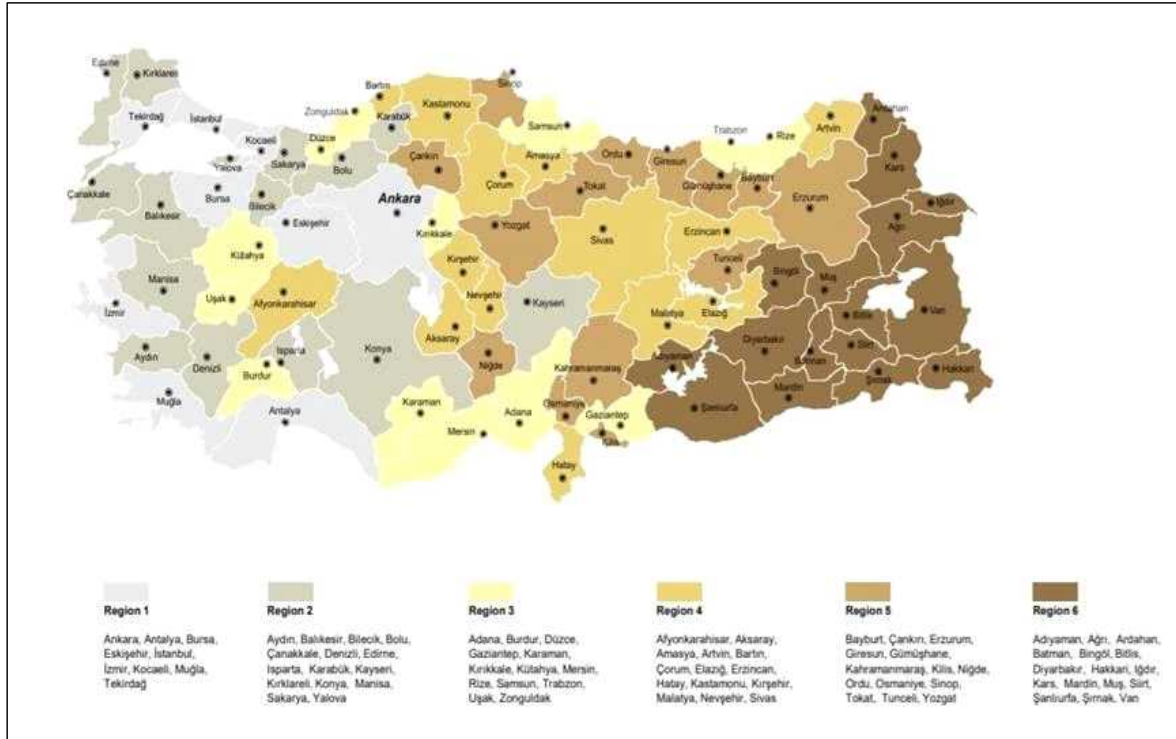 Edirne
Kırklareli
Tekirdağ
İstanbul
Kocaeli
Yalova
Sakarya
Düzce
Zonguldak
Bartın
Karabük
Kastamonu
Sinop
Samsun
Bolu
Çankırı
Çorum
Amasya
Ordu
Giresun
Trabzon
Rize
Artvin
Ardahan
Kars
Çanakkale
Balıkesir
Bursa
Bilecik
Eskişehir
Ankara
Kırıkkale
Yozgat
Tokat
Gümüşhane
Bayburt
Erzurum
Iğdır
Ağrı
Kütahya
Manisa
Uşak
Afyonkarahisar
Kırşehir
Nevşehir
Kayseri
Sivas
Erzincan
Tunceli
Bingöl
Muş
Van
Bitlis
İzmir
Aydın
Denizli
Isparta
Burdur
Konya
Aksaray
Niğde
Malatya
Elazığ
Diyarbakır
Batman
Siirt
Hakkari
Şırnak
Muğla
Antalya
Karaman
Mersin
Adana
Kahramanmaraş
Osmaniye
Gaziantep
Kilis
Adıyaman
Şanlıurfa
Mardin
Hatay
Region 1
Ankara, Antalya, Bursa,
Eskişehir, İstanbul,
İzmir, Kocaeli, Muğla,
Tekirdağ
Region 2
Aydın, Balıkesir, Bilecik, Bolu,
Çanakkale, Denizli, Edirne,
Isparta, Karabük, Kayseri,
Kırklareli, Konya, Manisa,
Sakarya, Yalova
Region 3
Adana, Burdur, Düzce,
Gaziantep, Karaman,
Kırıkkale, Kütahya, Mersin,
Rize, Samsun, Trabzon,
Uşak, Zonguldak
Region 4
Afyonkarahisar, Aksaray,
Amasya, Artvin, Bartın,
Çorum, Elazığ, Erzincan,
Hatay, Kastamonu, Kırşehir,
Malatya, Nevşehir, Sivas
Region 5
Bayburt, Çankırı, Erzurum,
Giresun, Gümüşhane,
Kahramanmaraş, Kilis, Niğde,
Ordu, Osmaniye, Sinop,
Tokat, Tunceli, Yozgat
Region 6
Adıyaman, Ağrı, Ardahan,
Batman, Bingöl, Bitlis,
Diyarbakır, Hakkari, Iğdır,
Kars, Mardin, Muş, Siirt,
Şanlıurfa, Şırnak, Van